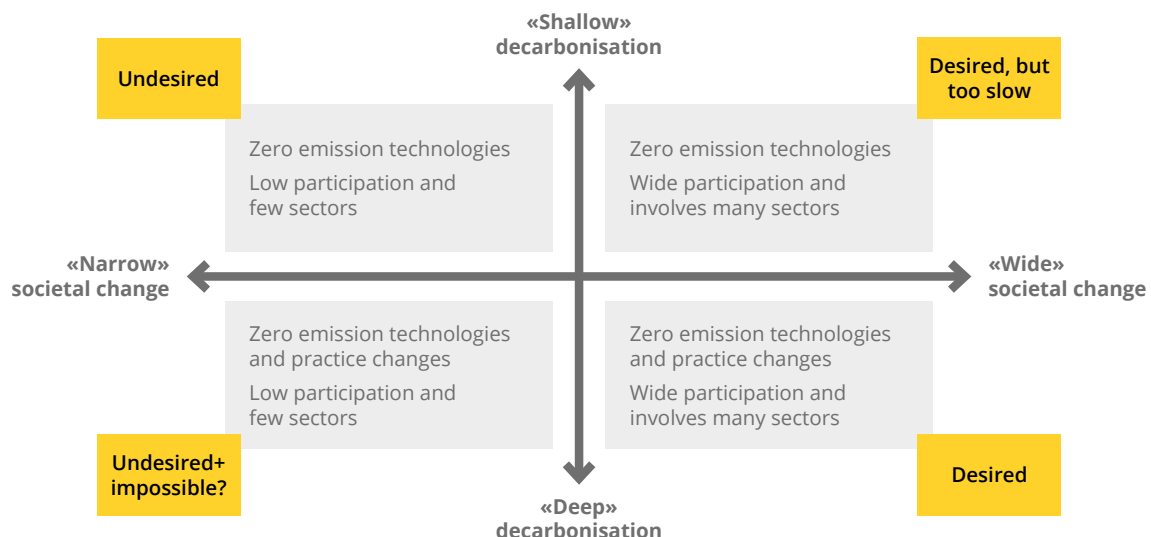 «Shallow»
decarbonisation
Undesired
Desired, but
too slow
Zero emission technologies
Low participation and
few sectors
Zero emission technologies
Wide participation and
involves many sectors
«Narrow»
societal change
«Wide»
societal change
Zero emission technologies
and practice changes
Low participation and
few sectors
Zero emission technologies
and practice changes
Wide participation and
involves many sectors
Undesired+
impossible?
Desired
«Deep»
decarbonisation